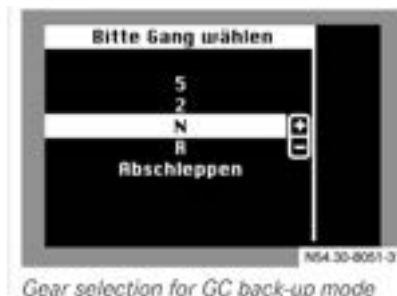 Bitte Gang wählen
5
2
N
R
Abschleppen
+
-
N54.30-8051-3
Gear selection for GC back-up mode